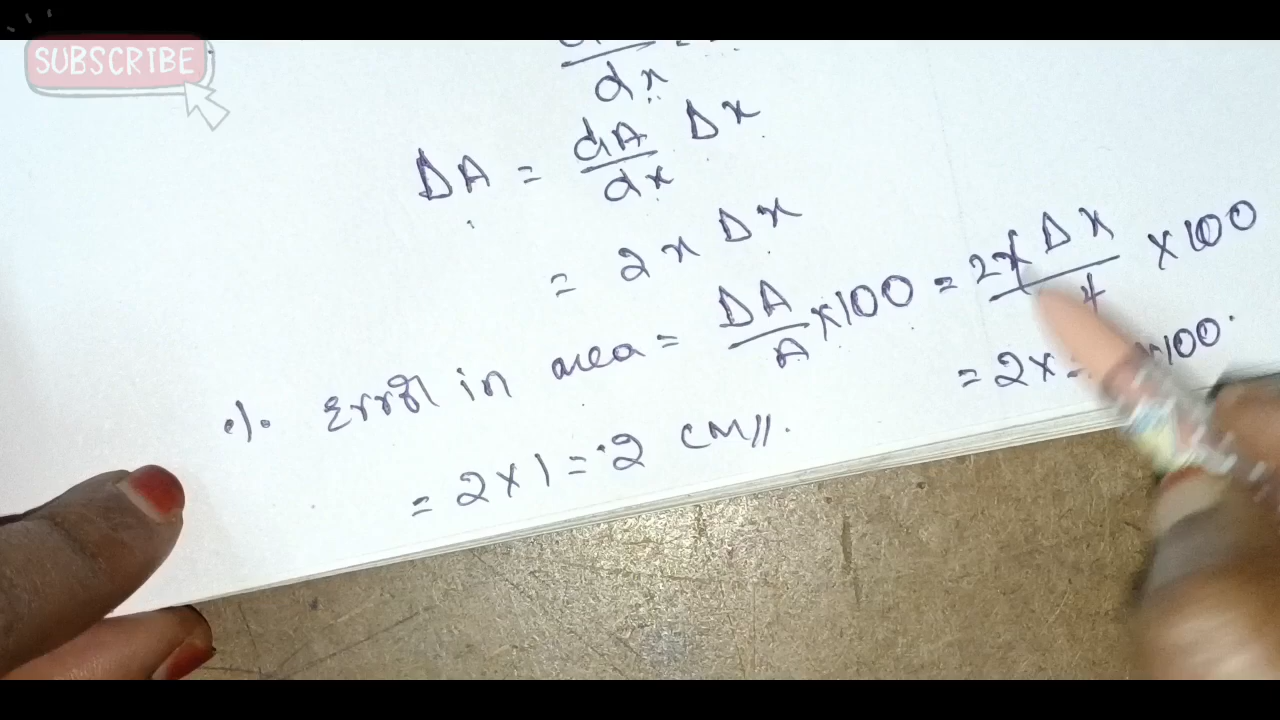 SUBSCRIBE
dx
ΔA = dA/dx Δx
= 2x Δx
% Error in area = ΔA/A ×100 = 2x Δx/ ×100
= 2× ×100
= 2×1 = 2 CM//.